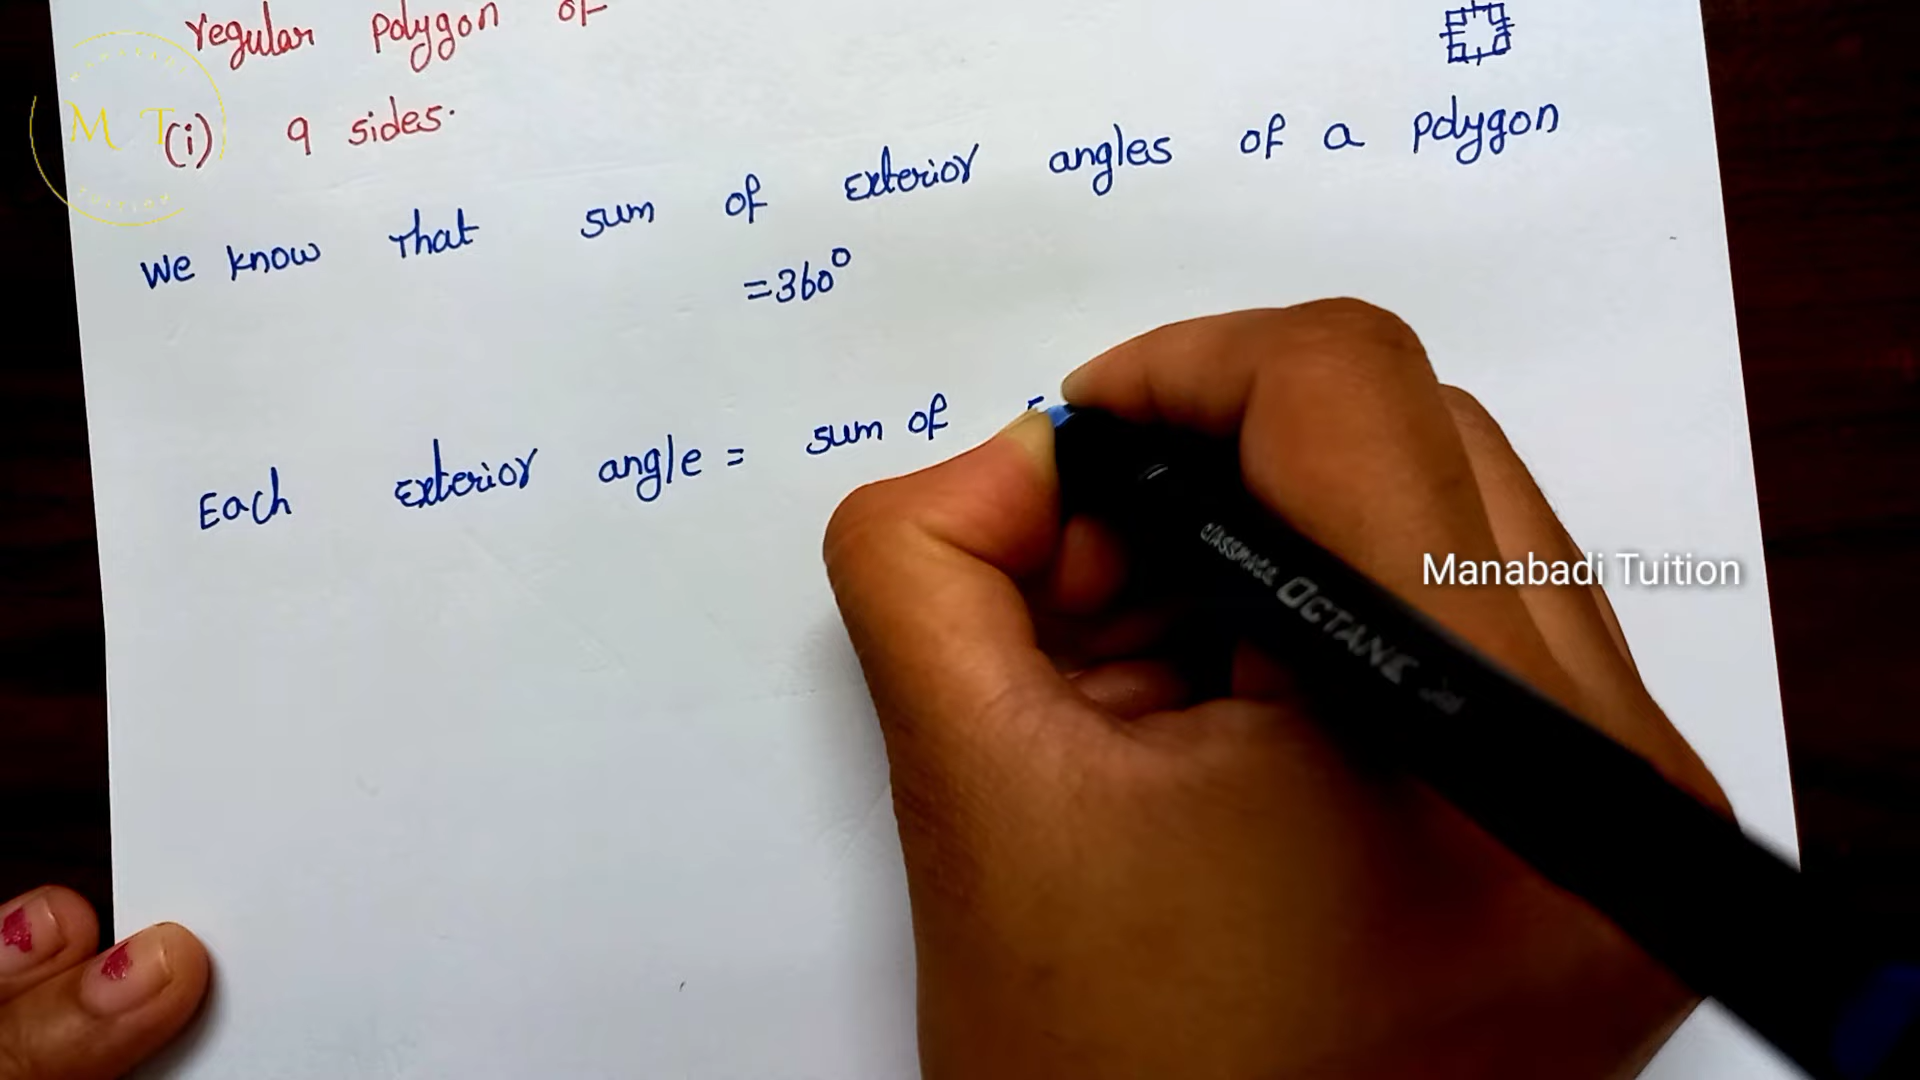 regular polygon of
M T
(i) 9 sides.
we know that sum of exterior angles of a polygon
=360°
Each exterior angle = sum of
Manabadi Tuition
classmate OCTANE